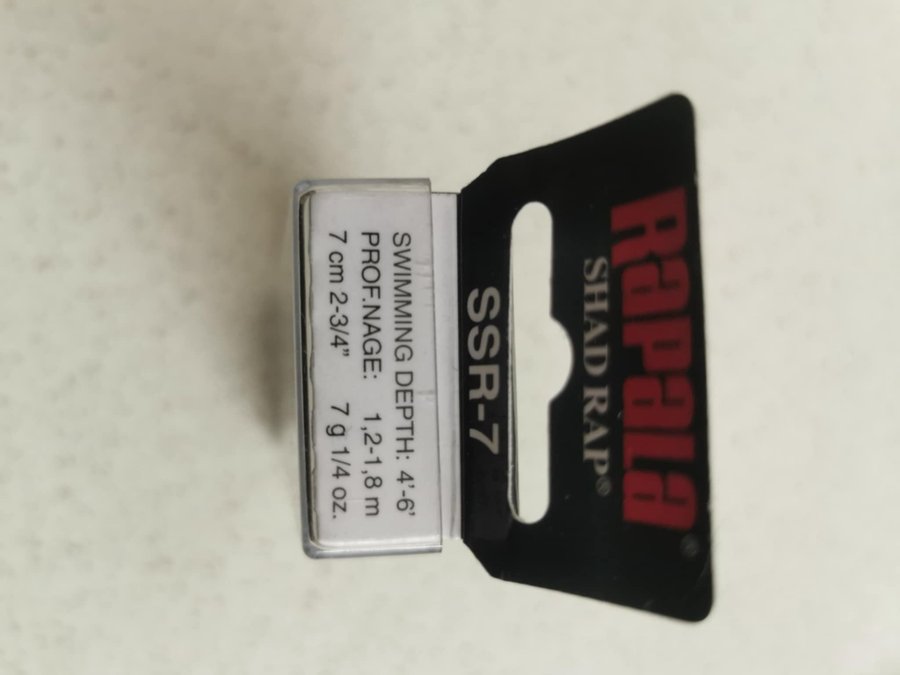 RapaLa®
SHAD RAP®
SSR-7
SWIMMING DEPTH: 4'-6'
PROF.NAGE: 1,2-1,8 m
7 cm 2-3/4” 7 g 1/4 oz.